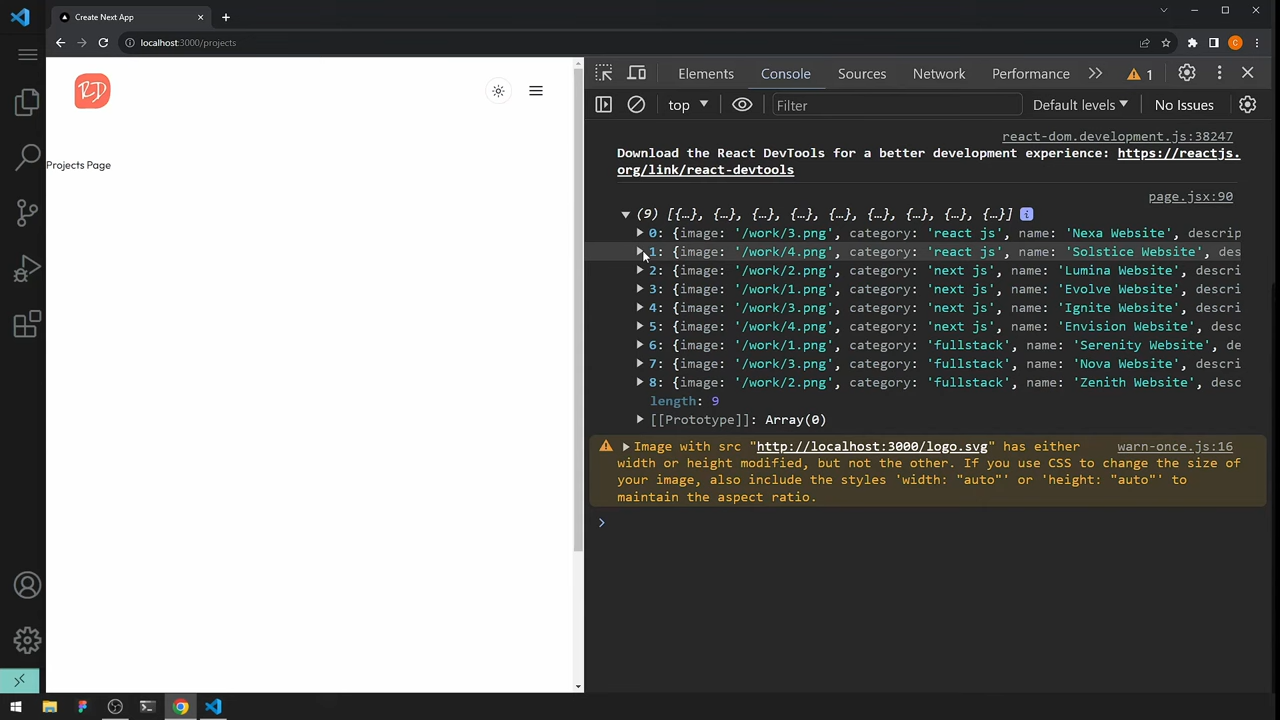 Create Next App
localhost:3000/projects
RD
Projects Page
Elements Console Sources Network Performance 1
top Filter Default levels No Issues
react-dom.development.js:38247
Download the React DevTools for a better development experience: https://reactjs.
org/link/react-devtools
page.jsx:90
(9) [{…}, {…}, {…}, {…}, {…}, {…}, {…}, {…}, {…}] i
0: {image: '/work/3.png', category: 'react js', name: 'Nexa Website', descrip
1: {image: '/work/4.png', category: 'react js', name: 'Solstice Website', des
2: {image: '/work/2.png', category: 'next js', name: 'Lumina Website', descri
3: {image: '/work/1.png', category: 'next js', name: 'Evolve Website', descri
4: {image: '/work/3.png', category: 'next js', name: 'Ignite Website', descri
5: {image: '/work/4.png', category: 'next js', name: 'Envision Website', desc
6: {image: '/work/1.png', category: 'fullstack', name: 'Serenity Website', de
7: {image: '/work/3.png', category: 'fullstack', name: 'Nova Website', descri
8: {image: '/work/2.png', category: 'fullstack', name: 'Zenith Website', desc
length: 9
[[Prototype]]: Array(0)
Image with src "http://localhost:3000/logo.svg" has either warn-once.js:16
width or height modified, but not the other. If you use CSS to change the size of
your image, also include the styles 'width: "auto"' or 'height: "auto"' to
maintain the aspect ratio.